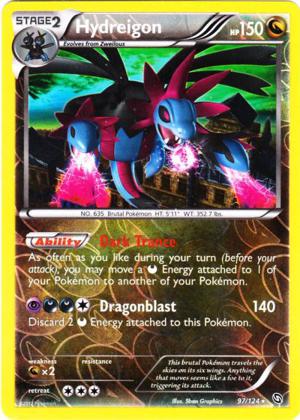 STAGE 2
Hydreigon
HP 150
Evolves from Zweilous
NO. 635 Brutal Pokémon HT: 5'11" WT: 352.7 lbs.
Ability Dark Trance
As often as you like during your turn (before your
attack), you may move a Energy attached to 1
of your Pokémon to another of your Pokémon.
Dragonblast 140
Discard 2 Energy attached to this Pokémon.
weakness resistance
×2
retreat
This brutal Pokémon travels the
skies on its six wings. Anything
that moves seems like a foe to it,
triggering its attack.
Illus. 5ban Graphics
97/124